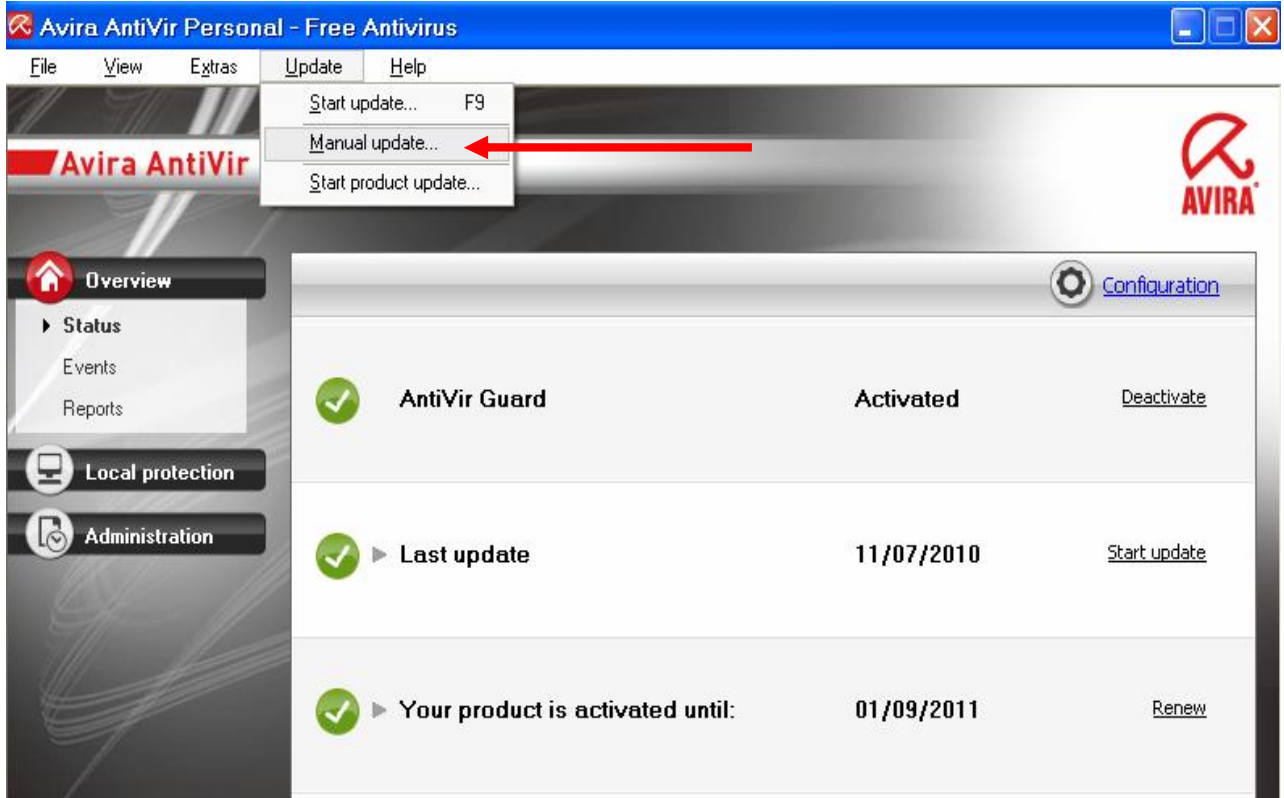 Avira AntiVir Personal - Free Antivirus
File View Extras Update Help
Start update... F9
Manual update...
Start product update...
Avira AntiVir
AVIRA
Overview
Status
Events
Reports
Local protection
Administration
Configuration
AntiVir Guard Activated Deactivate
Last update 11/07/2010 Start update
Your product is activated until: 01/09/2011 Renew